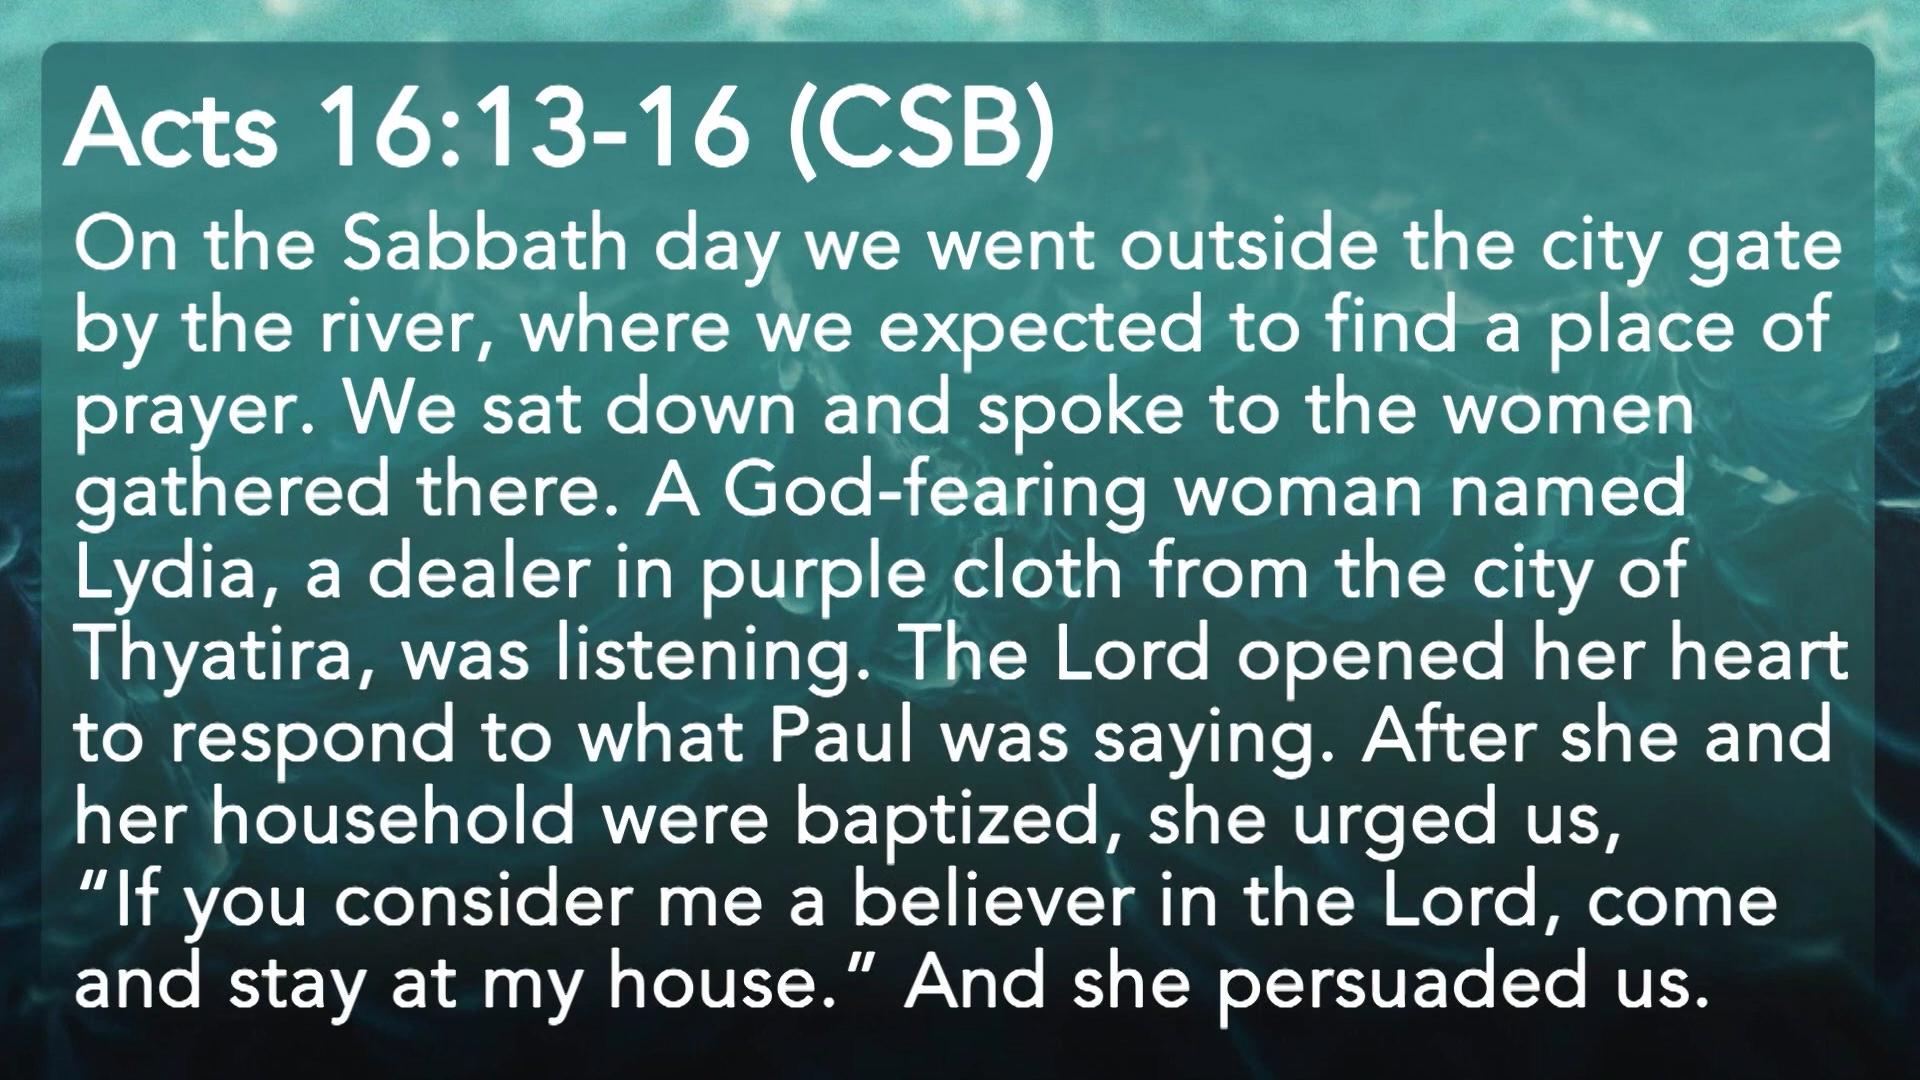 Acts 16:13-16 (CSB)
On the Sabbath day we went outside the city gate
by the river, where we expected to find a place of
prayer. We sat down and spoke to the women
gathered there. A God-fearing woman named
Lydia, a dealer in purple cloth from the city of
Thyatira, was listening. The Lord opened her heart
to respond to what Paul was saying. After she and
her household were baptized, she urged us,
“If you consider me a believer in the Lord, come
and stay at my house.” And she persuaded us.